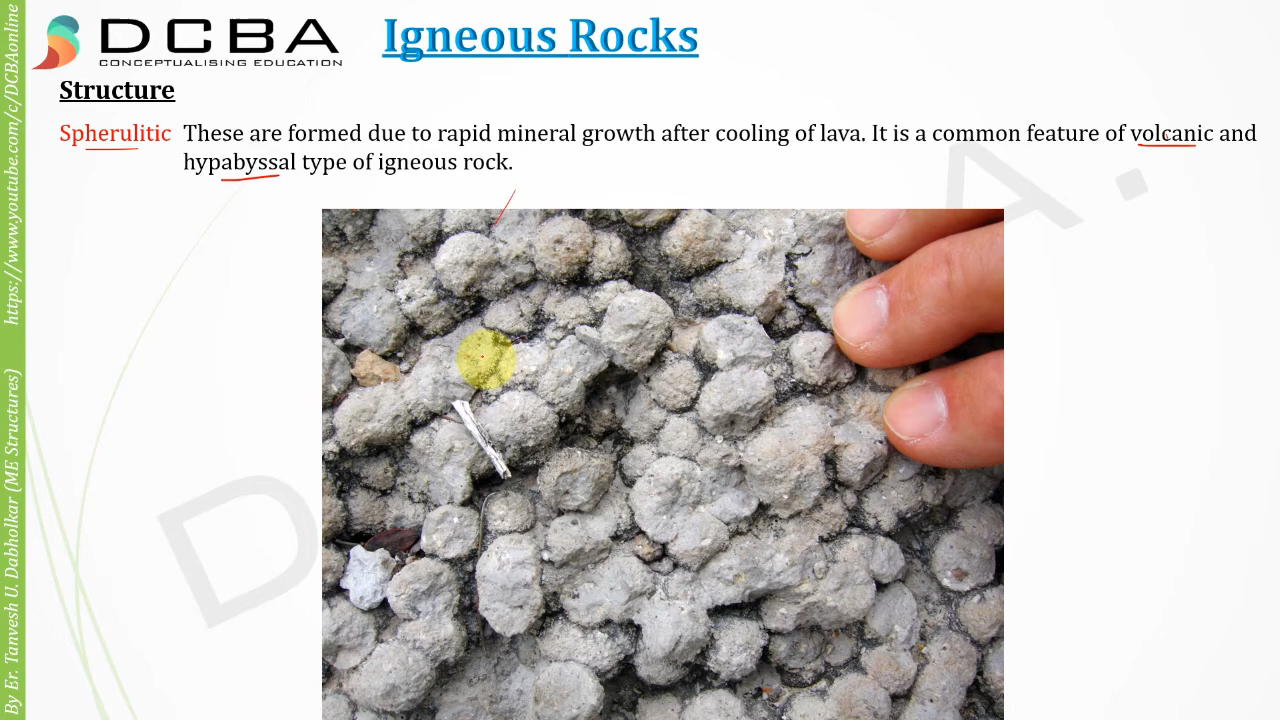 DCBA
CONCEPTUALISING EDUCATION
Igneous Rocks
Structure
Spherulitic These are formed due to rapid mineral growth after cooling of lava. It is a common feature of volcanic and
hypabyssal type of igneous rock.
By Er. Tanvesh U. Dabholkar (ME Structures) https://www.youtube.com/c/DCBAonline
D
A.